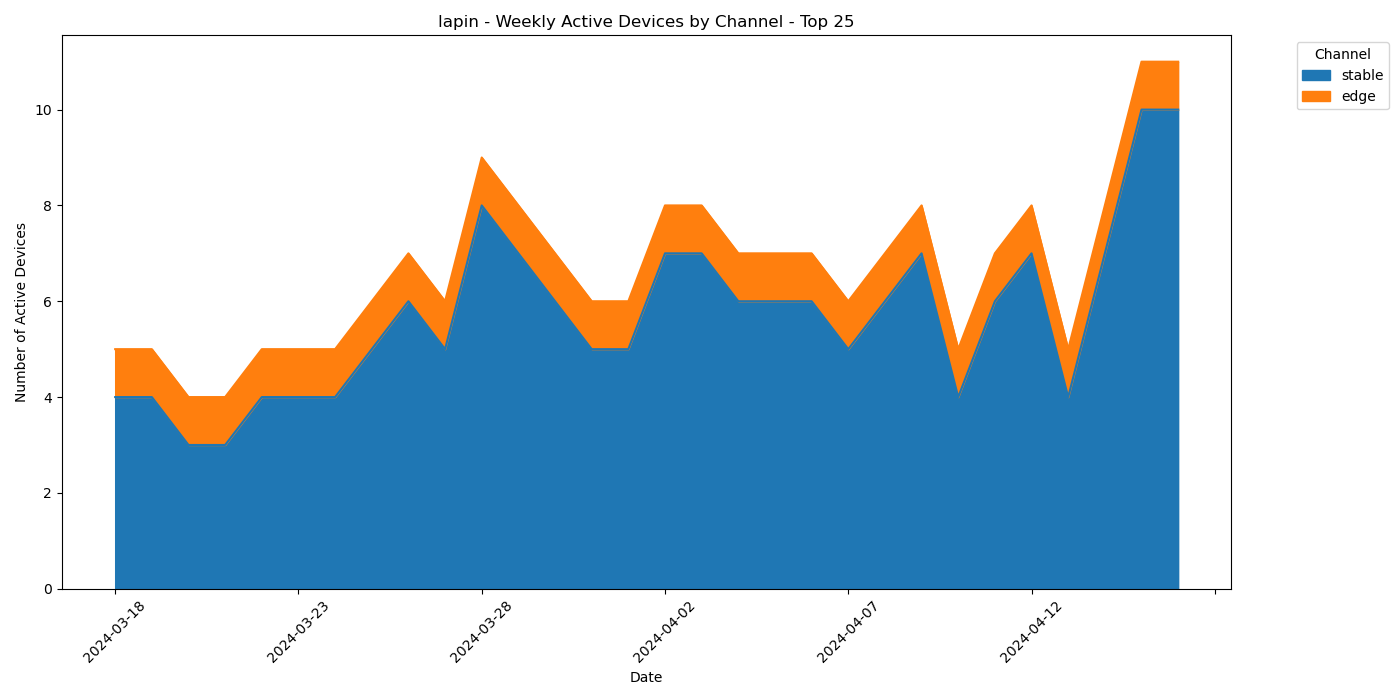 lapin - Weekly Active Devices by Channel - Top 25
Channel
stable
edge
Number of Active Devices
10
8
6
4
2
0
2024-03-18
2024-03-23
2024-03-28
2024-04-02
2024-04-07
2024-04-12
Date